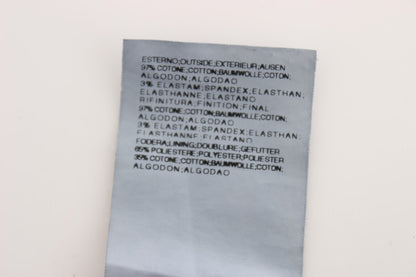 ESTERNO;OUTSIDE;EXTERIEUR;AUSEN
97% COTONE;COTTON;BAUMWOLLE;COTON;
ALGODON;ALGODAO
3% ELASTAM;SPANDEX;ELASTHAN;
ELASTHANNE;ELASTANO
RIFINITURA;FINITION;FINAL
97% COTONE;COTTON;BAUMWOLLE;COTON;
ALGODON;ALGODAO
3% ELASTAM;SPANDEX;ELASTHAN;
ELASTHANNE;ELASTANO
FODERA;LINING;DOUBLURE;GEFUTTER
65% POLIESTERE;POLYESTER;POLIESTER
35% COTONE;COTTON;BAUMWOLLE;COTON;
ALGODON;ALGODAO